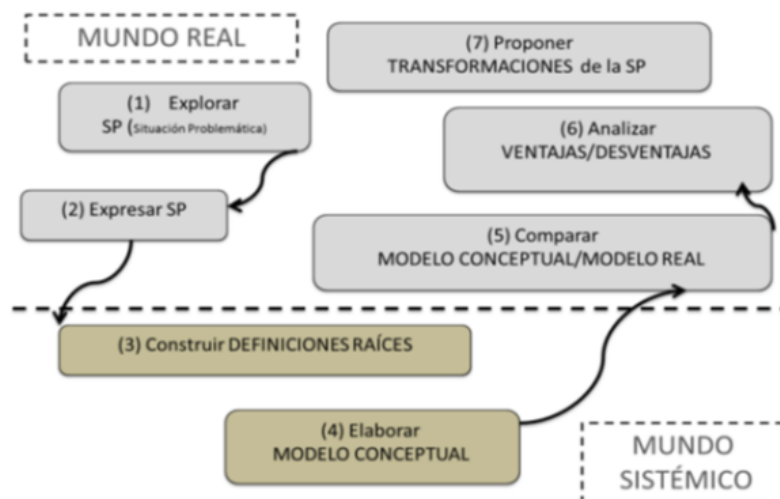 MUNDO REAL
(1) Explorar
SP (Situación Problemática)
(2) Expresar SP
(3) Construir DEFINICIONES RAÍCES
(4) Elaborar
MODELO CONCEPTUAL
(5) Comparar
MODELO CONCEPTUAL/MODELO REAL
(6) Analizar
VENTAJAS/DESVENTAJAS
(7) Proponer
TRANSFORMACIONES de la SP
MUNDO
SISTÉMICO